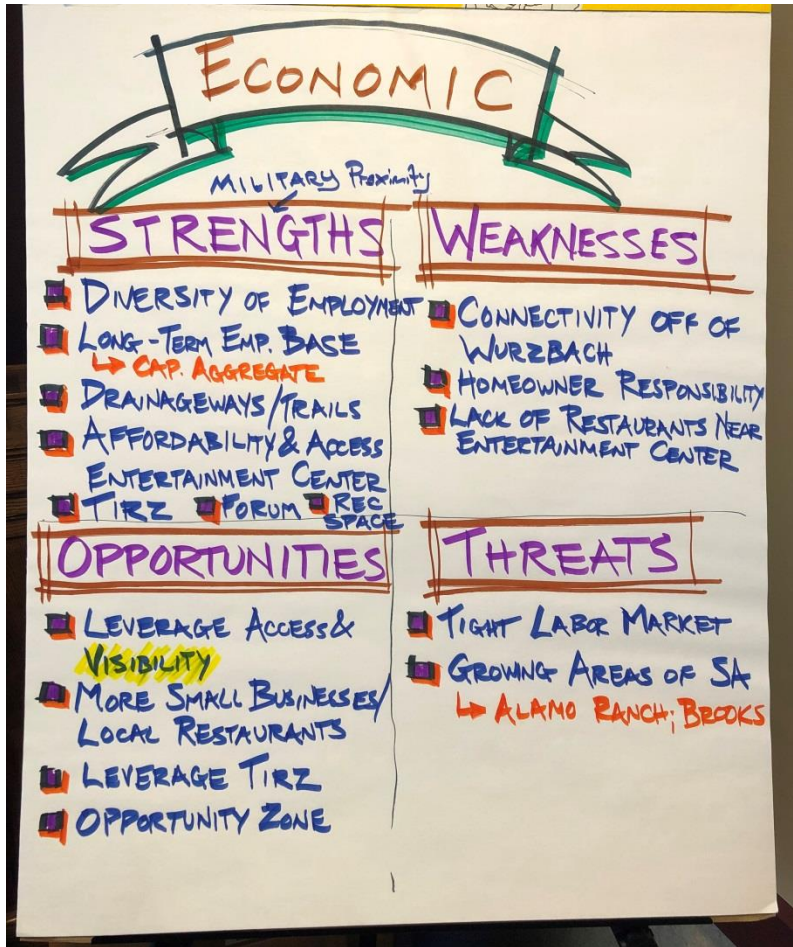 ECONOMIC
MILITARY Proximity
STRENGTHS
DIVERSITY OF EMPLOYMENT
LONG-TERM EMP. BASE
CAP. AGGREGATE
DRAINAGEWAYS/TRAILS
AFFORDABILITY & ACCESS
ENTERTAINMENT CENTER
TIRZ FORUM REC
SPACE
WEAKNESSES
CONNECTIVITY OFF OF
WURZBACH
HOMEOWNER RESPONSIBILITY
LACK OF RESTAURANTS NEAR
ENTERTAINMENT CENTER
OPPORTUNITIES
LEVERAGE ACCESS &
VISIBILITY
MORE SMALL BUSINESSES/
LOCAL RESTAURANTS
LEVERAGE TIRZ
OPPORTUNITY ZONE
THREATS
TIGHT LABOR MARKET
GROWING AREAS OF SA
ALAMO RANCH; BROOKS